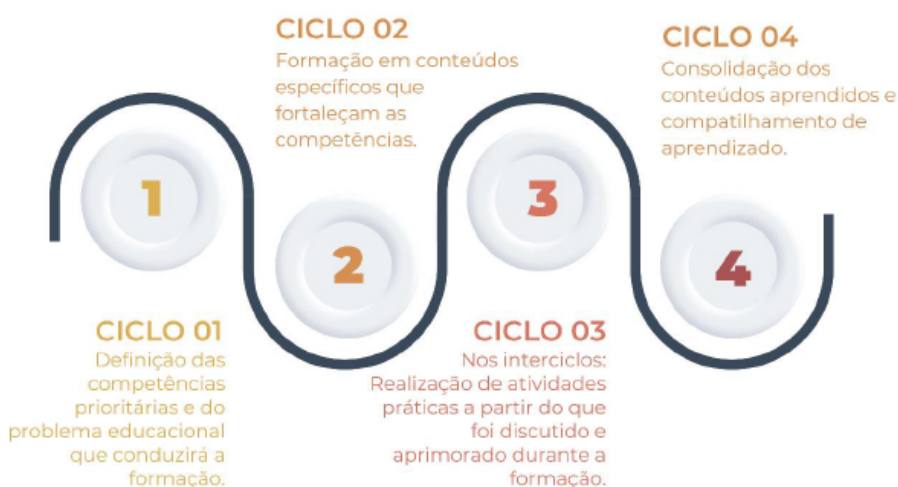 1
CICLO 01
Definição das
competências
prioritárias e do
problema educacional
que conduzirá a
formação.
CICLO 02
Formação em conteúdos
específicos que
fortaleçam as
competências.
2
3
CICLO 03
Nos interciclos:
Realização de atividades
práticas a partir do que
foi discutido e
aprimorado durante a
formação.
CICLO 04
Consolidação dos
conteúdos aprendidos e
compatilhamento de
aprendizado.
4